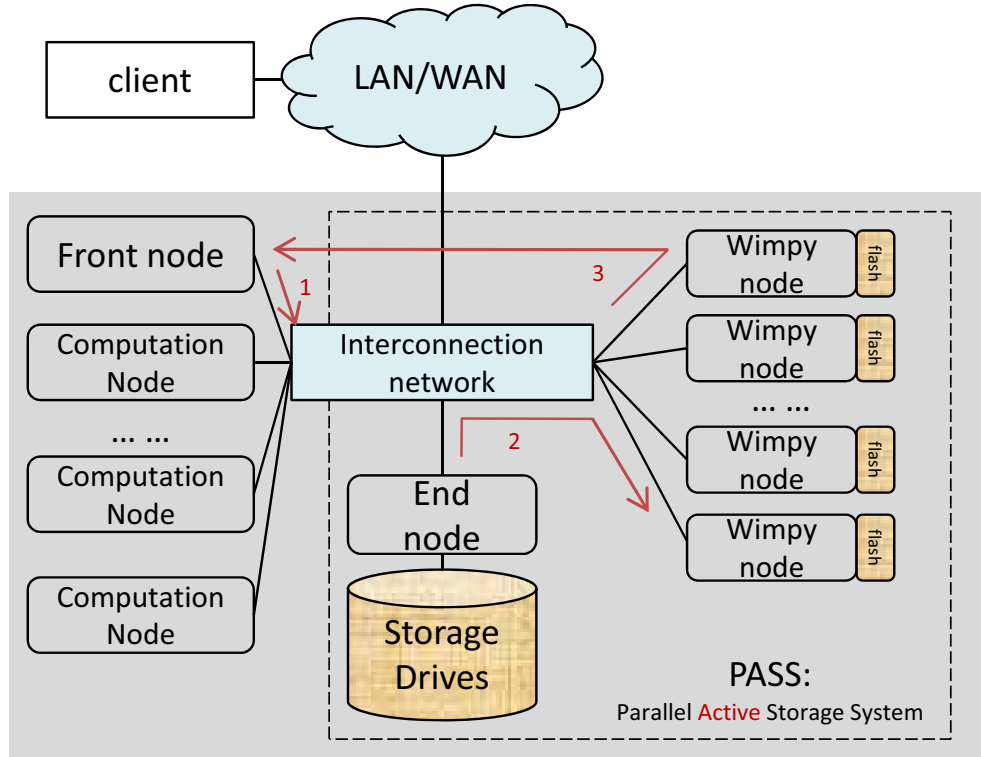 client
LAN/WAN
Front node
1
3
Wimpy
node
flash
Computation
Node
Interconnection
network
Wimpy
node
flash
... ...
... ...
2
Computation
Node
End
node
Wimpy
node
flash
Wimpy
node
flash
Computation
Node
Storage
Drives
PASS:
Parallel Active Storage System